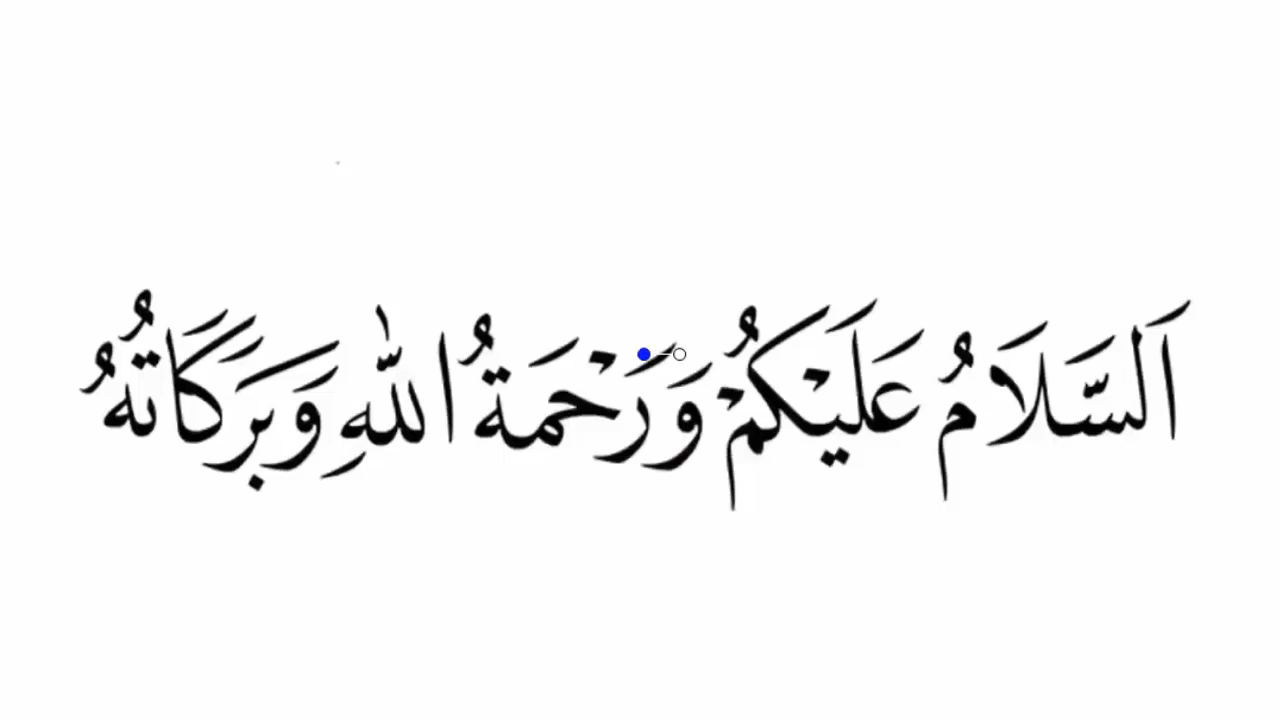 اَلسَّلَامُ عَلَيْكُمْ وَرَحْمَةُ اللّٰهِ وَبَرَكَاتُهُ